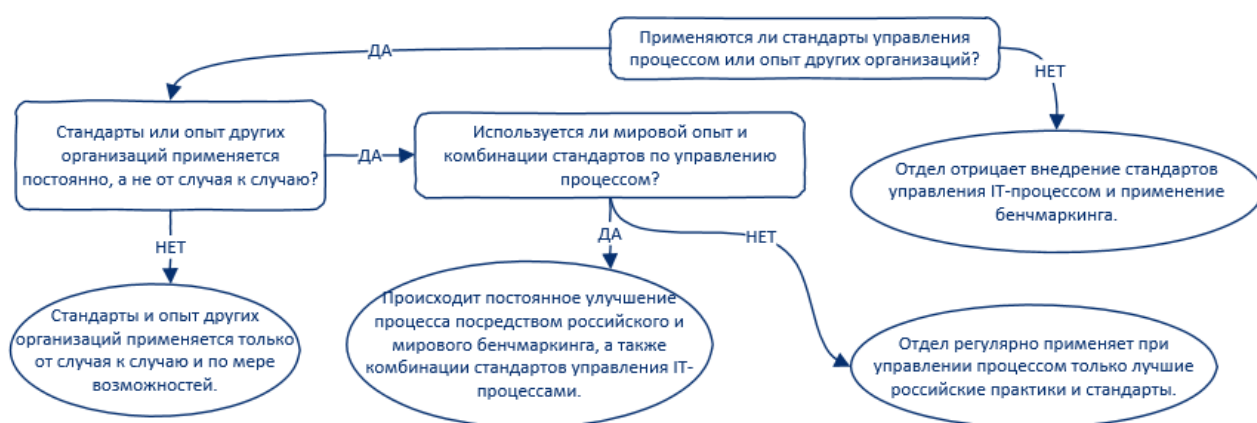 Применяются ли стандарты управления
процессом или опыт других организаций?
ДА
НЕТ
Стандарты или опыт других
организаций применяется
постоянно, а не от случая к случаю?
ДА
Используется ли мировой опыт и
комбинации стандартов по управлению
процессом?
Отдел отрицает внедрение стандартов
управления IT-процессом и применение
бенчмаркинга.
НЕТ
ДА
НЕТ
Стандарты и опыт других
организаций применяется только
от случая к случаю и по мере
возможностей.
Происходит постоянное улучшение
процесса посредством российского и
мирового бенчмаркинга, а также
комбинации стандартов управления IT-
процессами.
Отдел регулярно применяет при
управлении процессом только лучшие
российские практики и стандарты.